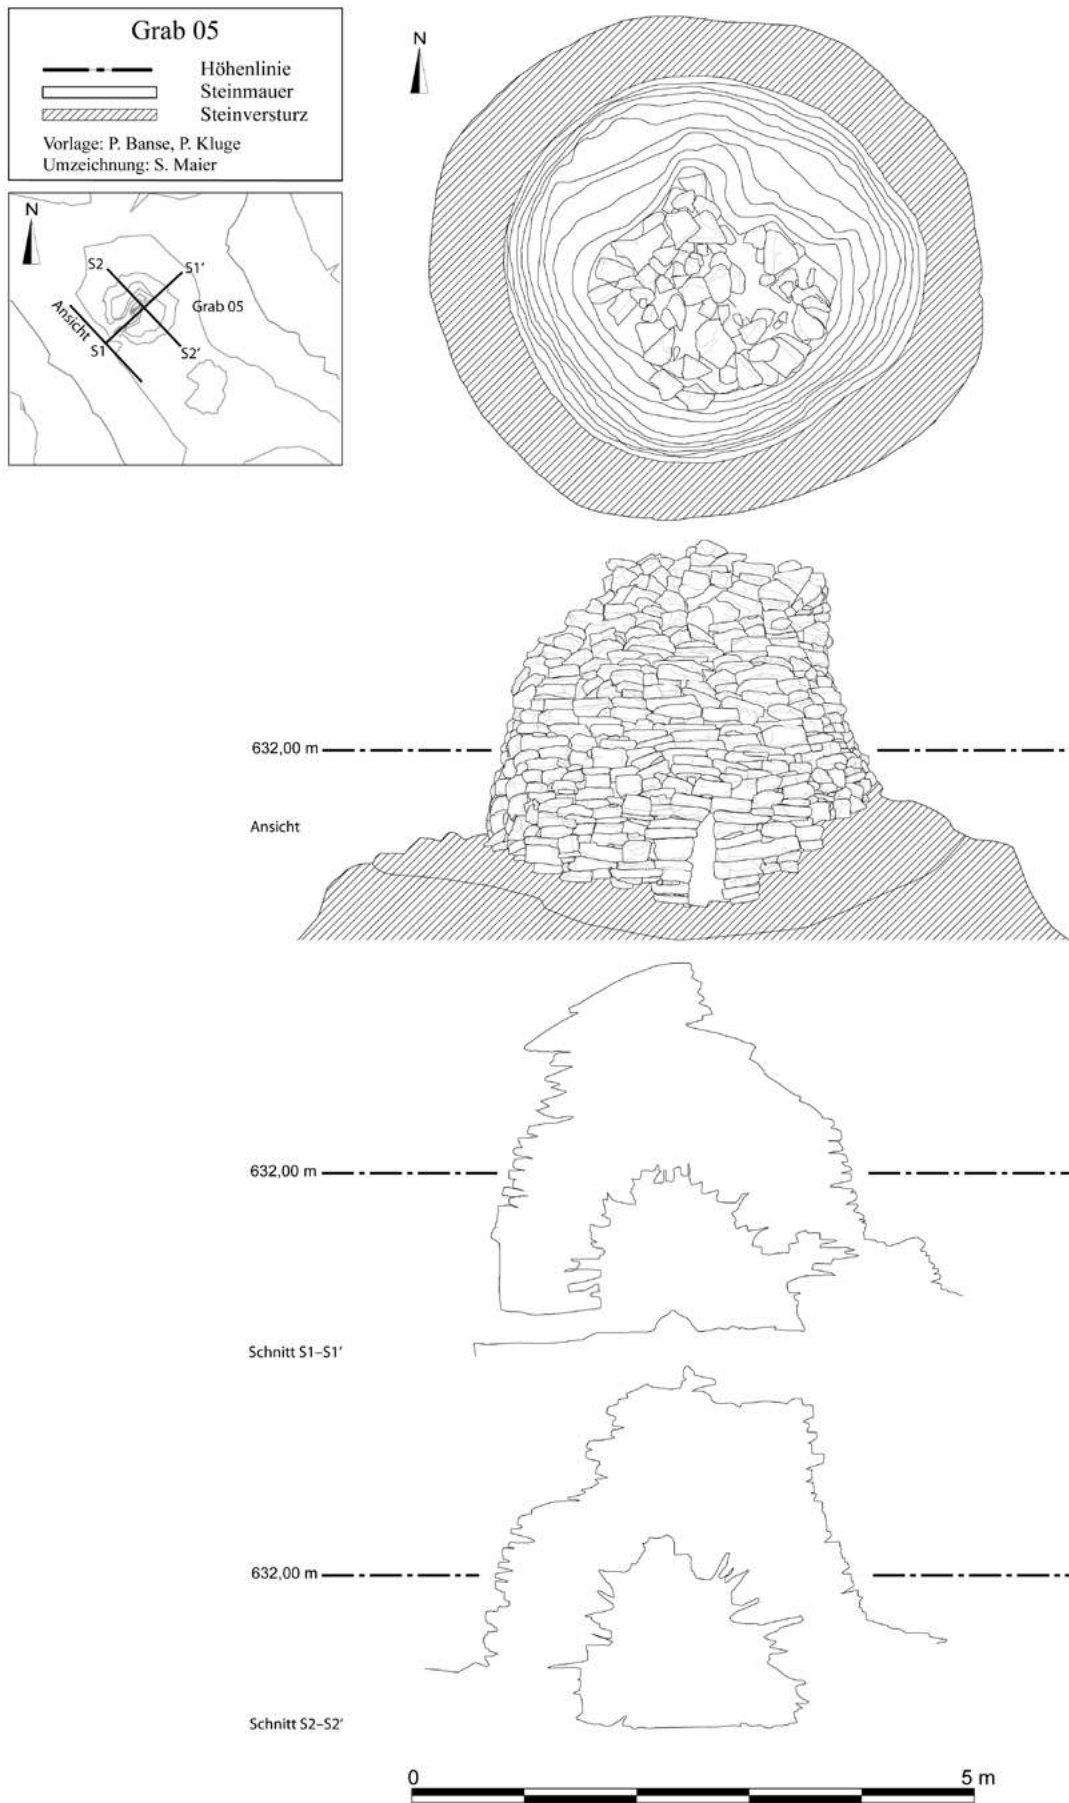 Grab 05
Höhenlinie
Steinmauer
Steinversturz
Vorlage: P. Banse, P. Kluge
Umzeichnung: S. Maier
N
N
S2
S1'
Grab 05
Ansicht
S1
S2'
632,00 m
Ansicht
632,00 m
Schnitt S1–S1'
632,00 m
Schnitt S2–S2'
0
5 m